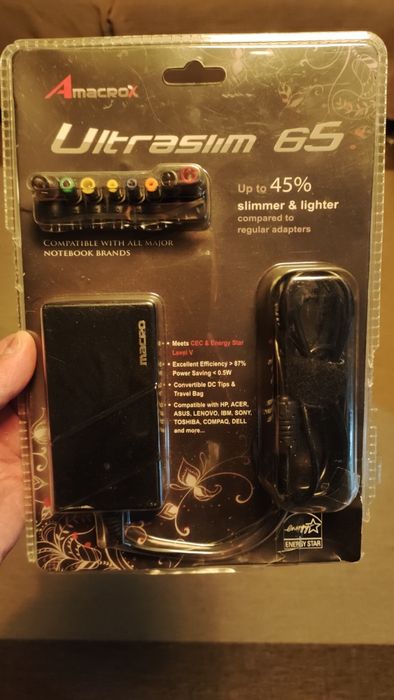 AmacroX
Ultraslim 65
Up to 45%
slimmer & lighter
compared to
regular adapters
COMPATIBLE WITH ALL MAJOR
NOTEBOOK BRANDS
macro
• Meets CEC & Energy Star
Level V
• Excellent Efficiency > 87%
Power Saving < 0.5W
• Convertible DC Tips &
Travel Bag
• Compatible with HP, ACER,
ASUS, LENOVO, IBM, SONY,
TOSHIBA, COMPAQ, DELL
and more...
energy
ENERGY STAR